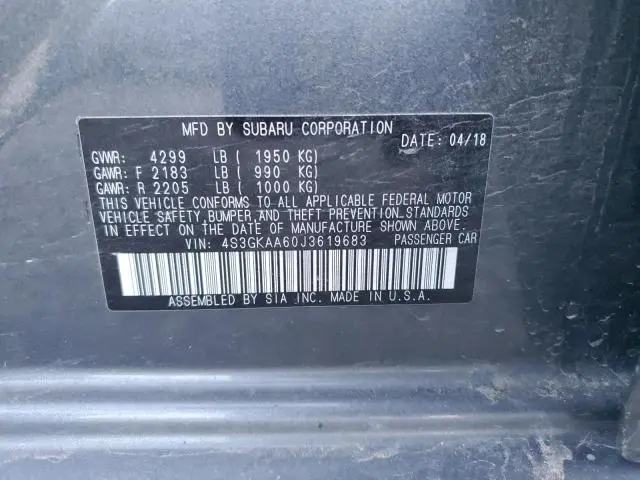 MFD BY SUBARU CORPORATION
DATE: 04/18
GVWR: 4299 LB ( 1950 KG)
GAWR: F 2183 LB ( 990 KG)
GAWR: R 2205 LB ( 1000 KG)
THIS VEHICLE CONFORMS TO ALL APPLICABLE FEDERAL MOTOR
VEHICLE SAFETY, BUMPER, AND THEFT PREVENTION STANDARDS
IN EFFECT ON THE DATE OF MANUFACTURE SHOWN ABOVE.
VIN: 4S3GKAA60J3619683 PASSENGER CAR
ASSEMBLED BY SIA INC. MADE IN U.S.A.